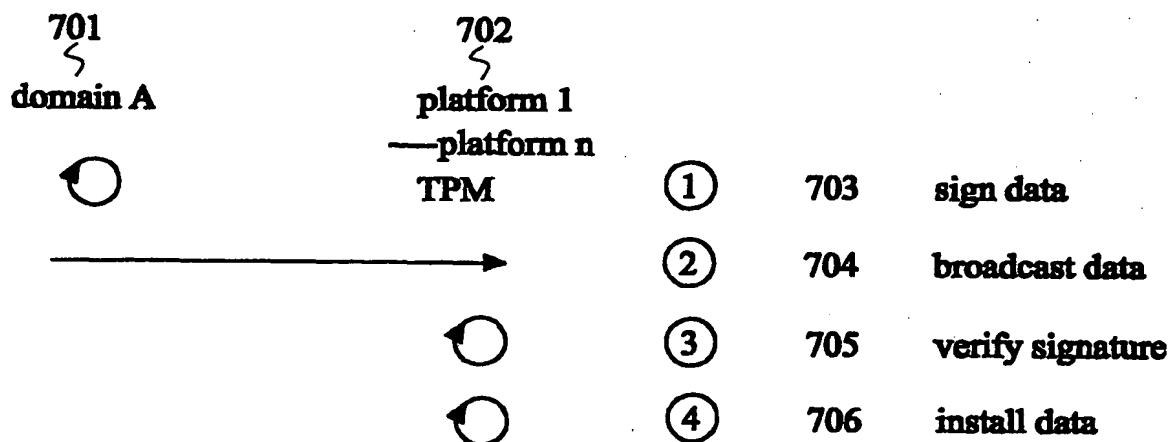 701
702
domain A
platform 1
platform n
TPM
1 703 sign data
2 704 broadcast data
3 705 verify signature
4 706 install data